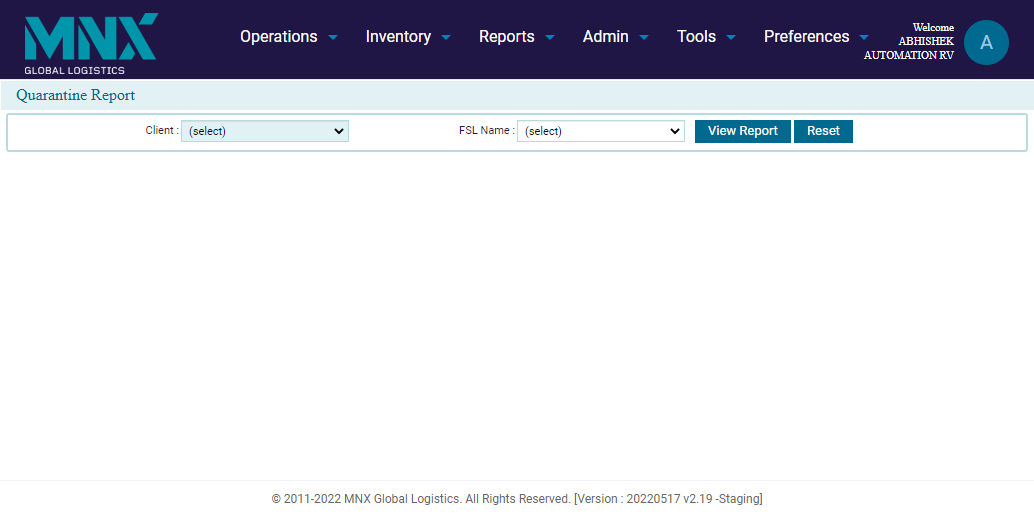 MNX
GLOBAL LOGISTICS
Operations Inventory Reports Admin Tools Preferences
Welcome
ABHISHEK
AUTOMATION RV
A
Quarantine Report
Client : (select) FSL Name : (select) View Report Reset
© 2011-2022 MNX Global Logistics. All Rights Reserved. [Version : 20220517 v2.19 -Staging]